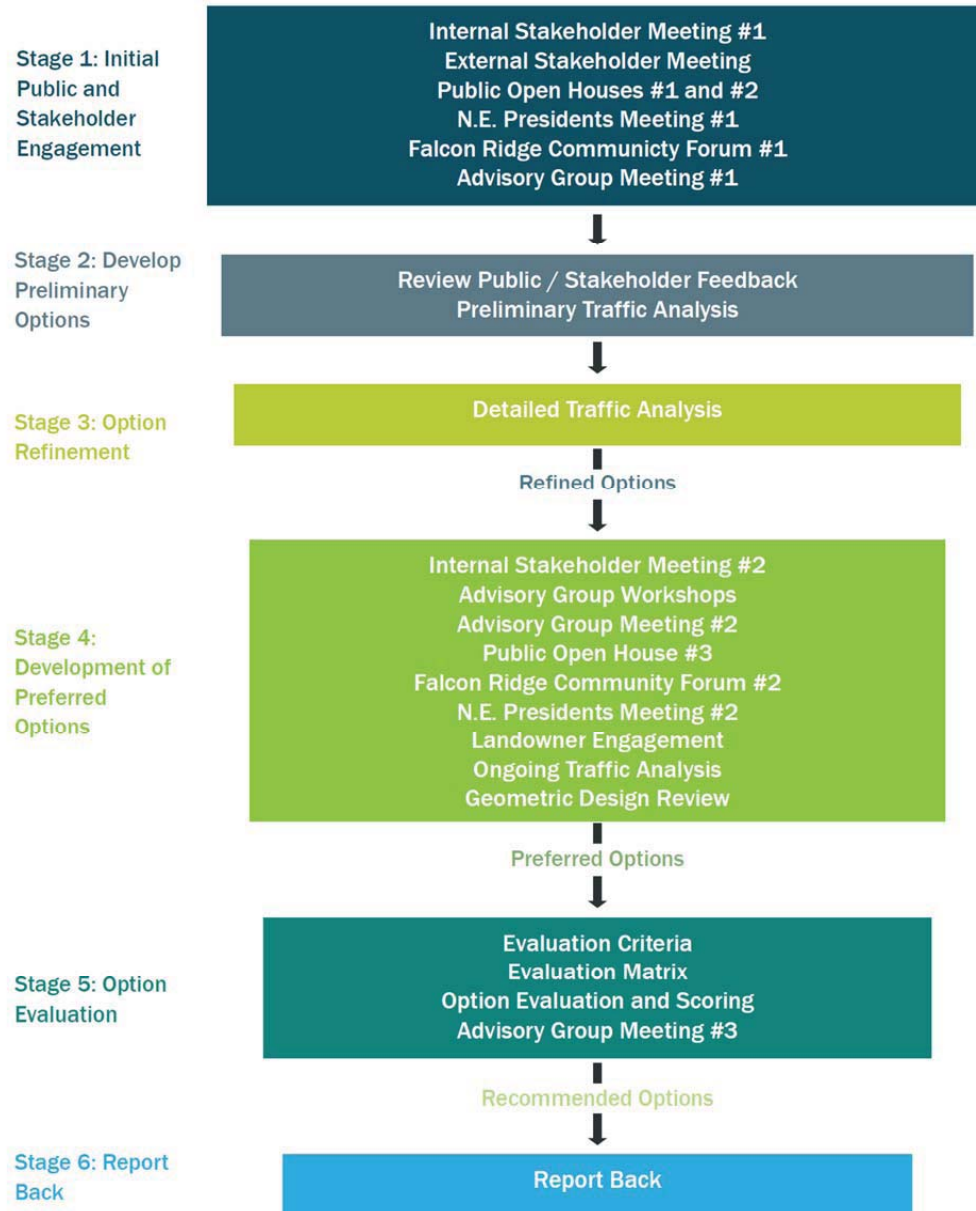 Stage 1: Initial
Public and
Stakeholder
Engagement
Internal Stakeholder Meeting #1
External Stakeholder Meeting
Public Open Houses #1 and #2
N.E. Presidents Meeting #1
Falcon Ridge Communicty Forum #1
Advisory Group Meeting #1
Stage 2: Develop
Preliminary
Options
Review Public / Stakeholder Feedback
Preliminary Traffic Analysis
Stage 3: Option
Refinement
Detailed Traffic Analysis
Refined Options
Stage 4:
Development of
Preferred
Options
Internal Stakeholder Meeting #2
Advisory Group Workshops
Advisory Group Meeting #2
Public Open House #3
Falcon Ridge Community Forum #2
N.E. Presidents Meeting #2
Landowner Engagement
Ongoing Traffic Analysis
Geometric Design Review
Preferred Options
Stage 5: Option
Evaluation
Evaluation Criteria
Evaluation Matrix
Option Evaluation and Scoring
Advisory Group Meeting #3
Recommended Options
Stage 6: Report
Back
Report Back